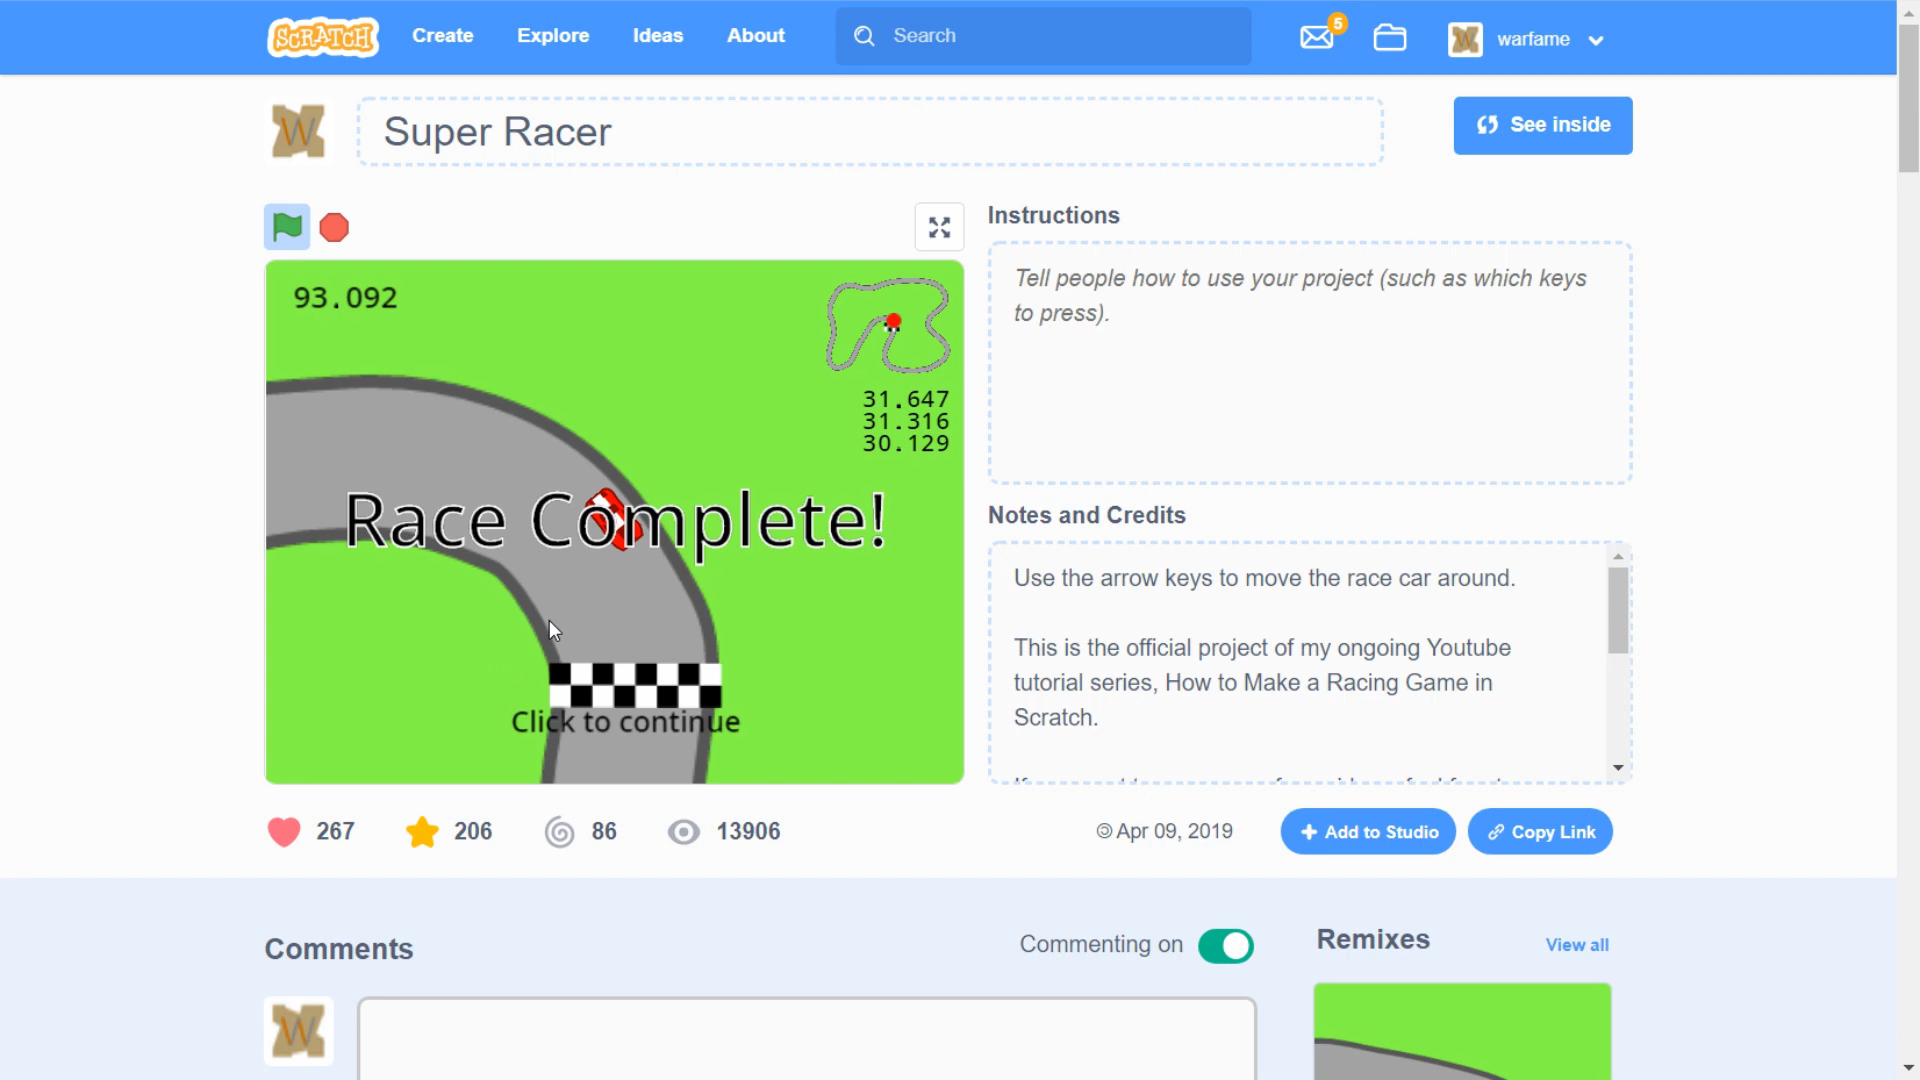 SCRATCH
Create
Explore
Ideas
About
Search
5
warfame
W
Super Racer
See inside
Instructions
Tell people how to use your project (such as which keys
to press).
93.092
31.647
31.316
30.129
Race Complete!
Click to continue
Notes and Credits
Use the arrow keys to move the race car around.
This is the official project of my ongoing Youtube
tutorial series, How to Make a Racing Game in
Scratch.
267
206
86
13906
© Apr 09, 2019
Add to Studio
Copy Link
Comments
Commenting on
Remixes
View all
W